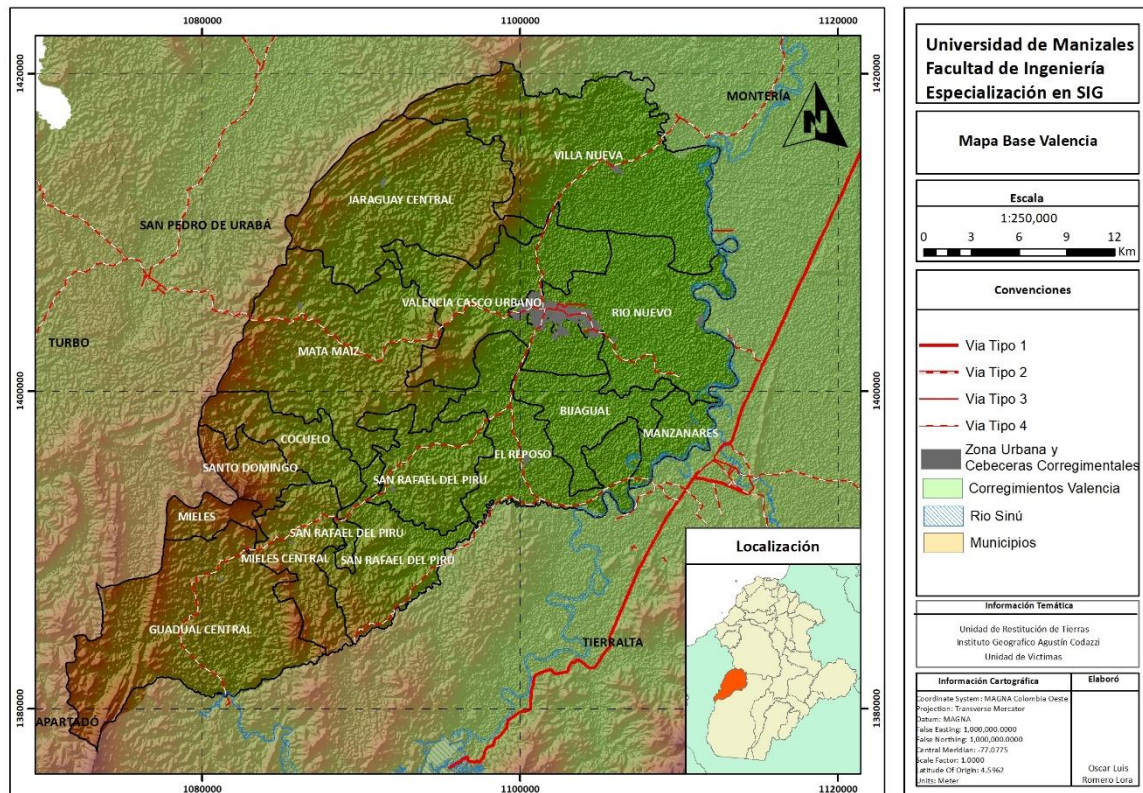 1080000
1100000
1120000
1420000
1420000
MONTERÍA
N
VILLA NUEVA
JARAGUAY CENTRAL
SAN PEDRO DE URABÁ
VALENCIA CASCO URBANO
RIO NUEVO
TURBO
MATA MAIZ
1400000
1400000
BIJAGUAL
COCUELO
MANZANARES
EL REPOSO
SANTO DOMINGO
SAN RAFAEL DEL PIRU
MIELES
SAN RAFAEL DEL PIRU
MIELES CENTRAL
SAN RAFAEL DEL PIRU
GUADUAL CENTRAL
TIERRALTA
APARTADÓ
1380000
1380000
1080000
1100000
1120000
Localización
Universidad de Manizales
Facultad de Ingeniería
Especialización en SIG
Mapa Base Valencia
Escala
1:250,000
0 3 6 9 12
Km
Convenciones
Via Tipo 1
Via Tipo 2
Via Tipo 3
Via Tipo 4
Zona Urbana y
Cebeceras Corregimentales
Corregimientos Valencia
Rio Sinú
Municipios
Información Temática
Unidad de Restitución de Tierras
Instituto Geografico Agustín Codazzi
Unidad de Victimas
Información Cartográfica
Coordinate System: MAGNA Colombia Oeste
Projection: Transverse Mercator
Datum: MAGNA
False Easting: 1,000,000.0000
False Northing: 1,000,000.0000
Central Meridian: -77.0775
Scale Factor: 1.0000
Latitude Of Origin: 4.5962
Units: Meter
Elaboró
Oscar Luis
Romero Lora